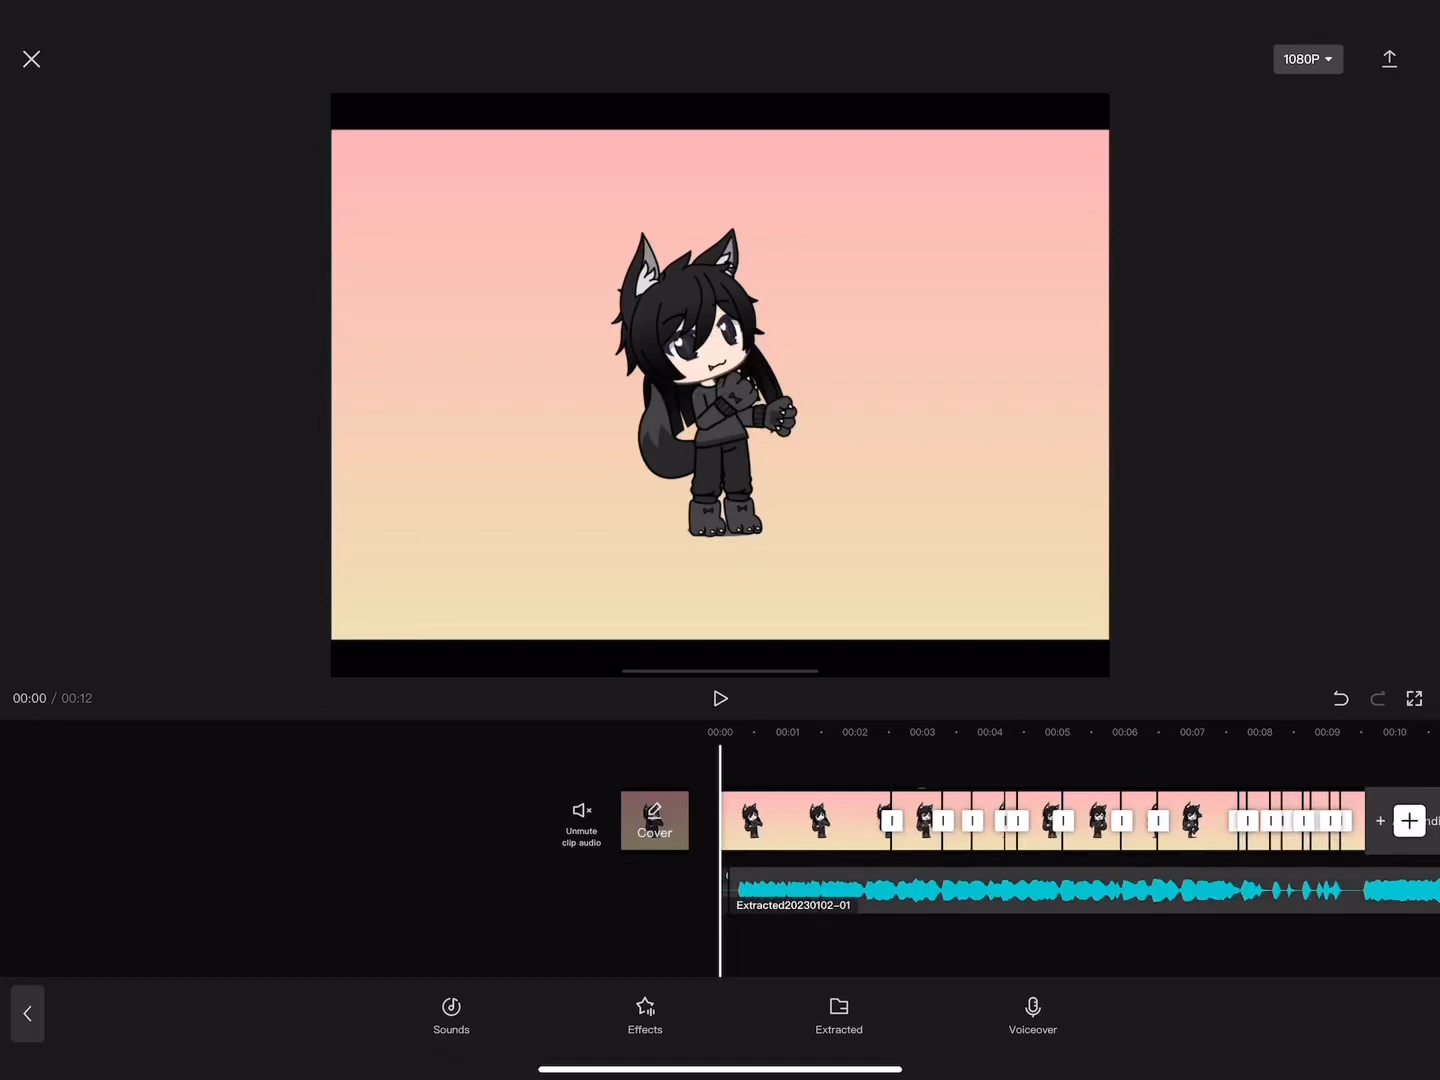 1080P
00:00 / 00:12
00:00 00:01 00:02 00:03 00:04 00:05 00:06 00:07 00:08 00:09 00:10
Unmute
clip audio
Cover
Extracted20230102-01
Sounds
Effects
Extracted
Voiceover